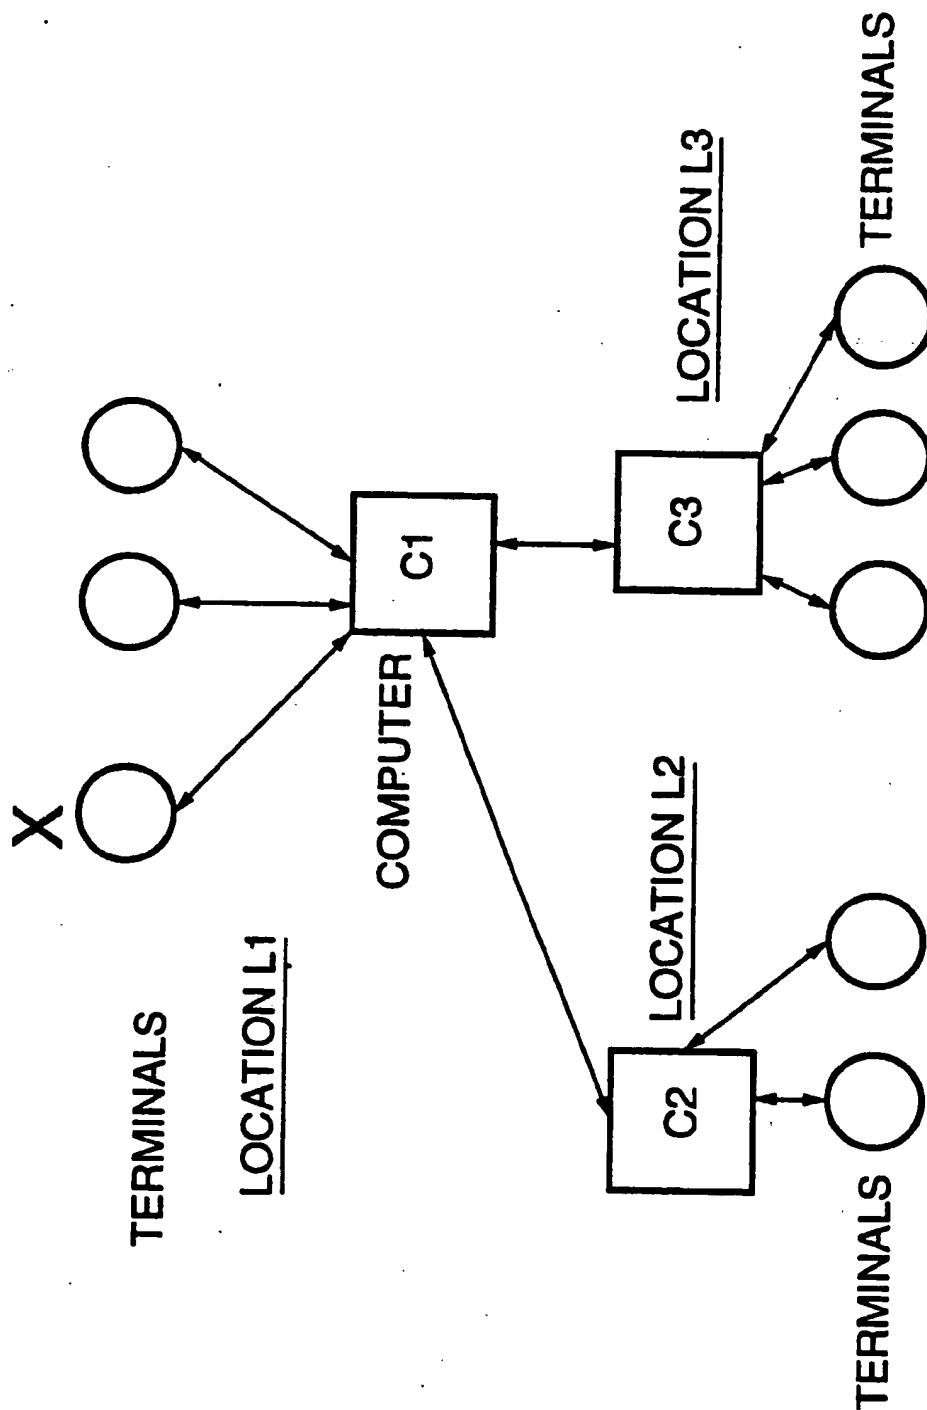 X
TERMINALS
LOCATION L1
COMPUTER
C1
LOCATION L2
C2
TERMINALS
LOCATION L3
C3
TERMINALS